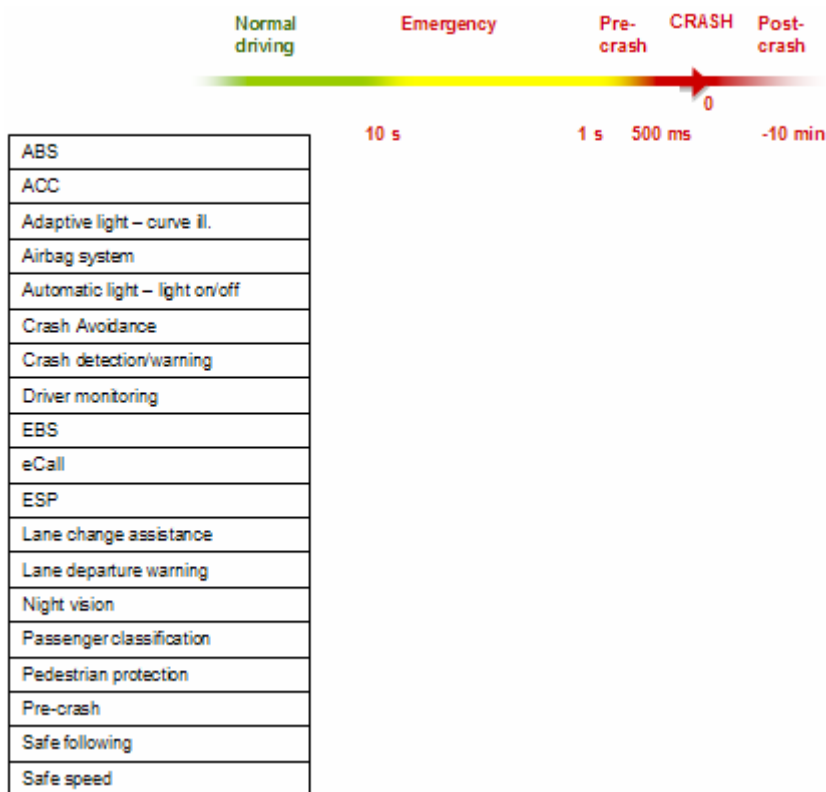 Normal driving
Emergency
Pre-crash
CRASH
Post-crash
0
10 s
1 s
500 ms
-10 min
ABS
ACC
Adaptive light – curve ill.
Airbag system
Automatic light – light on/off
Crash Avoidance
Crash detection/warning
Driver monitoring
EBS
eCall
ESP
Lane change assistance
Lane departure warning
Night vision
Passenger classification
Pedestrian protection
Pre-crash
Safe following
Safe speed